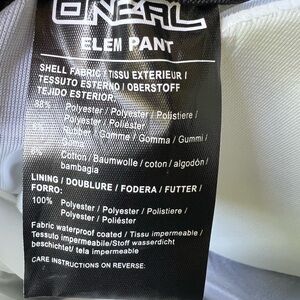 O'NEAL
ELEM PANT
SHELL FABRIC / TISSU EXTERIEUR /
TESSUTO ESTERNO / OBERSTOFF
TEJIDO ESTERIOR:
88% Polyester / Polyester / Polistiere /
Polyester / Poliéster
Rubber / Gomme / Gomma / Gummi /
Goma
Cotton / Baumwolle / coton / algodón /
bambagia
LINING / DOUBLURE / FODERA / FUTTER /
FORRO:
100% Polyester / Polyester / Polistiere /
Polyester / Poliéster
Fabric waterproof coated / Tissu impermeable /
Tessuto impermeabile/Stoff wasserdicht
beschichtet/ tela impermeable
CARE INSTRUCTIONS ON REVERSE: